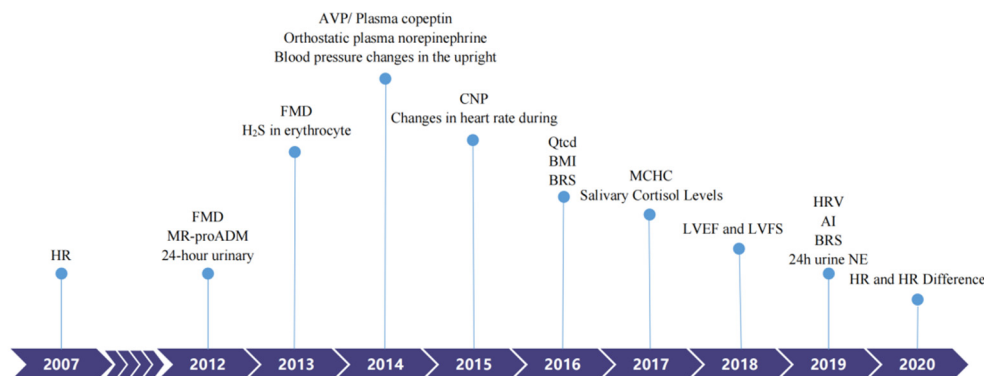 AVP/ Plasma copeptin
Orthostatic plasma norepinephrine
Blood pressure changes in the upright
FMD
H₂S in erythrocyte
CNP
Changes in heart rate during
Qtcd
BMI
BRS
MCHC
Salivary Cortisol Levels
HRV
AI
BRS
24h urine NE
FMD
MR-proADM
24-hour urinary
LVEF and LVFS
HR
HR and HR Difference
2007
2012
2013
2014
2015
2016
2017
2018
2019
2020